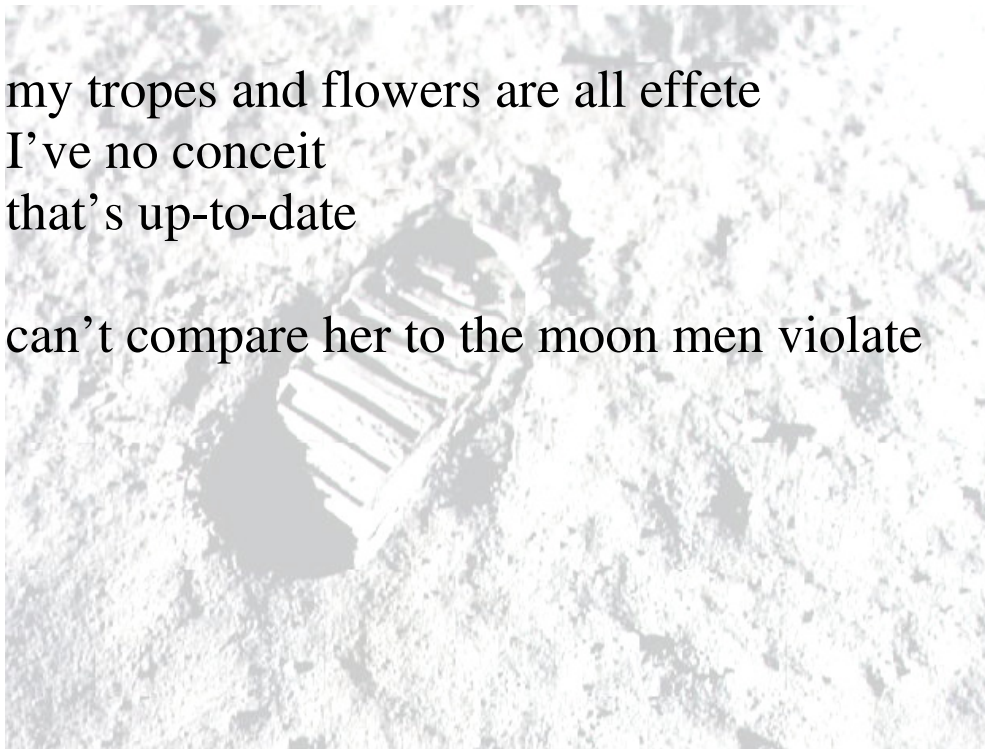 my tropes and flowers are all effete
I’ve no conceit
that’s up-to-date
can’t compare her to the moon men violate